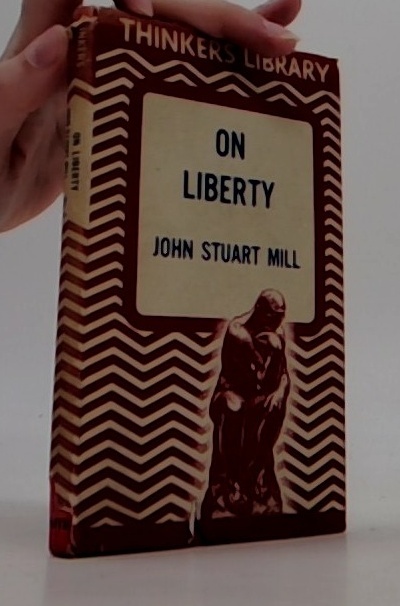 THINKERS LIBRARY
ON
LIBERTY
JOHN STUART MILL
ON LIBERTY